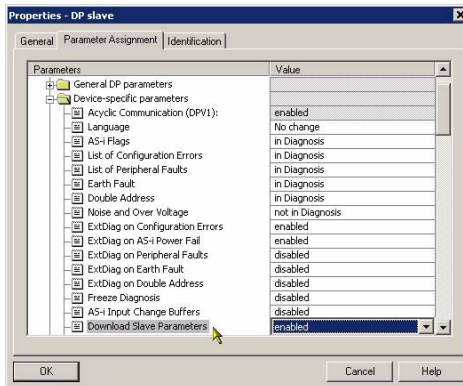 Properties - DP slave
General Parameter Assignment Identification
Parameters Value
General DP parameters
Device-specific parameters
Acyclic Communication (DPV1): enabled
Language No change
AS-i Flags in Diagnosis
List of Configuration Errors in Diagnosis
List of Peripheral Faults in Diagnosis
Earth Fault in Diagnosis
Double Address in Diagnosis
Noise and Over Voltage not in Diagnosis
ExtDiag on Configuration Errors enabled
ExtDiag on AS-i Power Fail enabled
ExtDiag on Peripheral Faults disabled
ExtDiag on Earth Fault disabled
ExtDiag on Double Address disabled
Freeze Diagnosis disabled
AS-i Input Change Buffers disabled
Download Slave Parameters enabled
OK Cancel Help